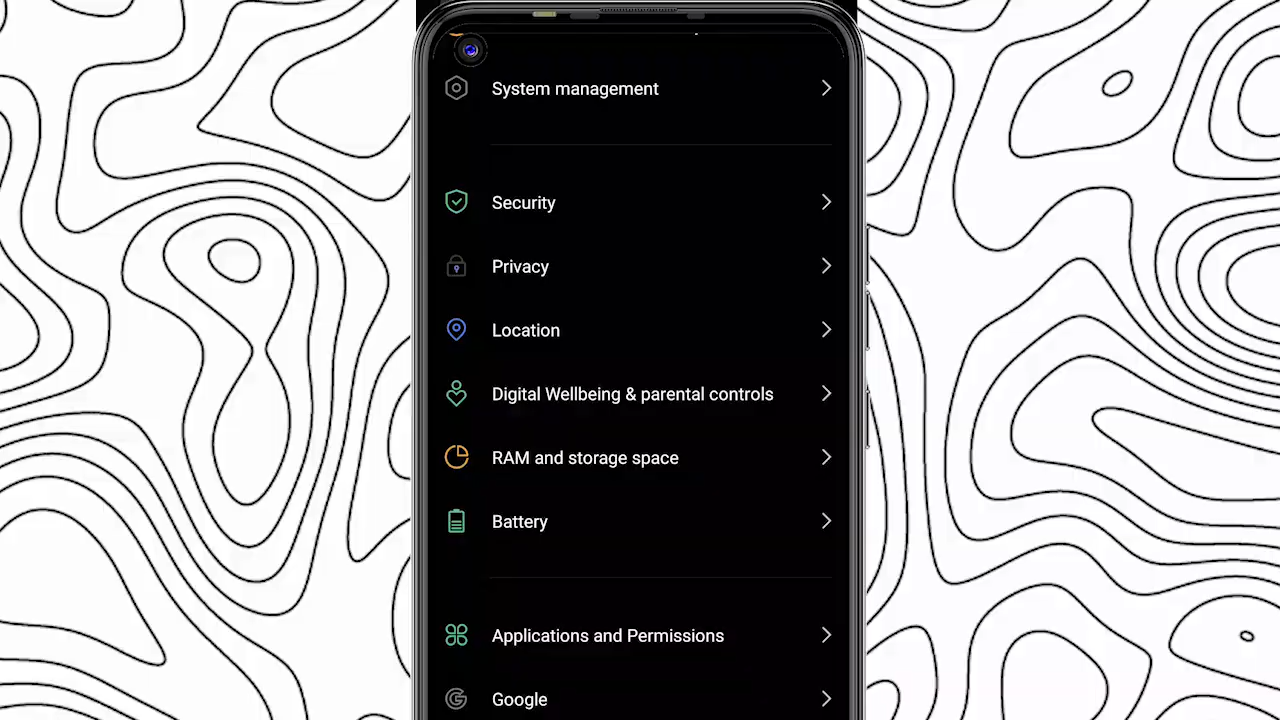 System management
Security
Privacy
Location
Digital Wellbeing & parental controls
RAM and storage space
Battery
Applications and Permissions
Google